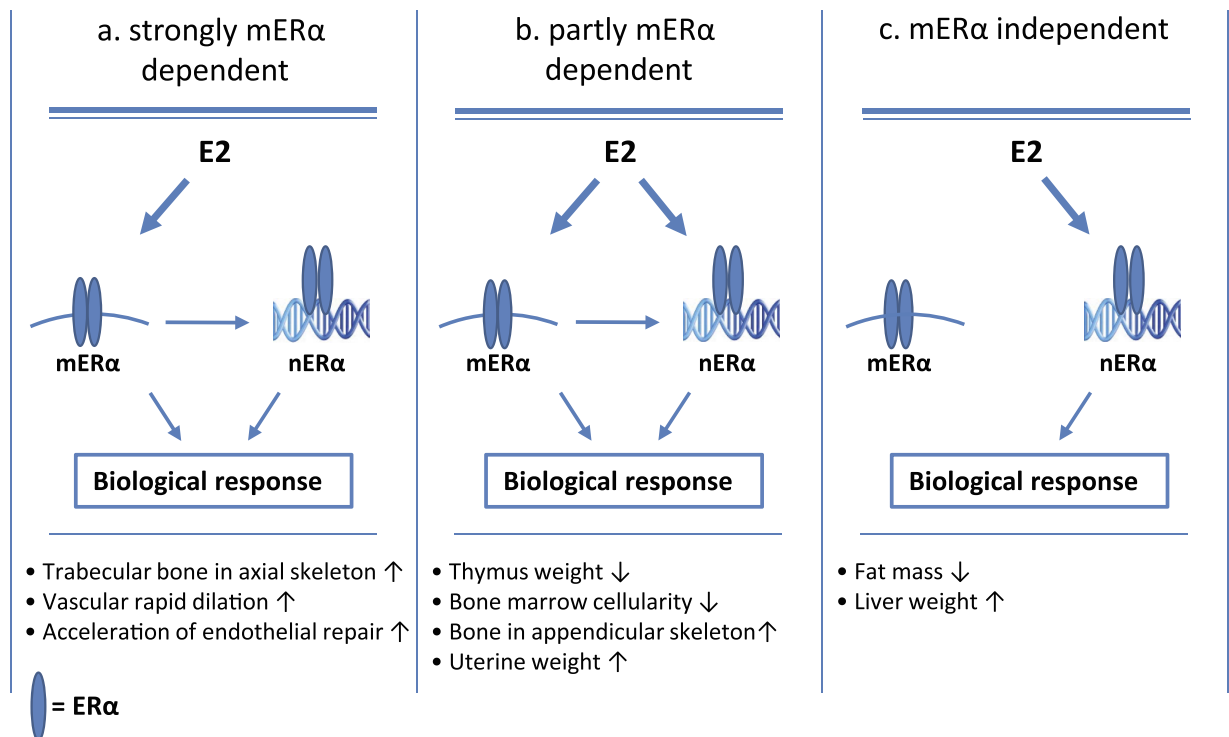 a. strongly mERα
dependent
E2
mERα
nERα
Biological response
• Trabecular bone in axial skeleton ↑
• Vascular rapid dilation ↑
• Acceleration of endothelial repair ↑
= ERα
b. partly mERα
dependent
E2
mERα
nERα
Biological response
• Thymus weight ↓
• Bone marrow cellularity ↓
• Bone in appendicular skeleton↑
• Uterine weight ↑
c. mERα independent
E2
mERα
nERα
Biological response
• Fat mass ↓
• Liver weight ↑